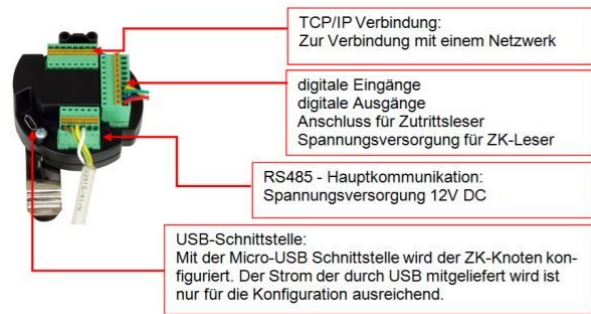 TCP/IP Verbindung:
Zur Verbindung mit einem Netzwerk
digitale Eingänge
digitale Ausgänge
Anschluss für Zutrittsleser
Spannungsversorgung für ZK-Leser
RS485 - Hauptkommunikation:
Spannungsversorgung 12V DC
USB-Schnittstelle:
Mit der Micro-USB Schnittstelle wird der ZK-Knoten kon-
figuriert. Der Strom der durch USB mitgeliefert wird ist
nur für die Konfiguration ausreichend.